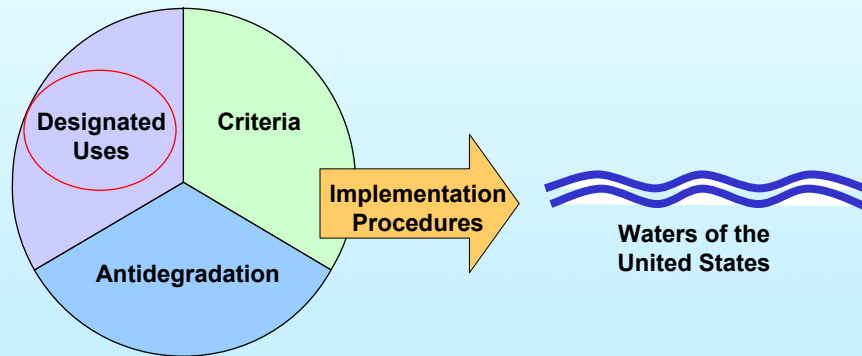 Designated
Uses
Criteria
Antidegradation
Implementation
Procedures
Waters of the
United States